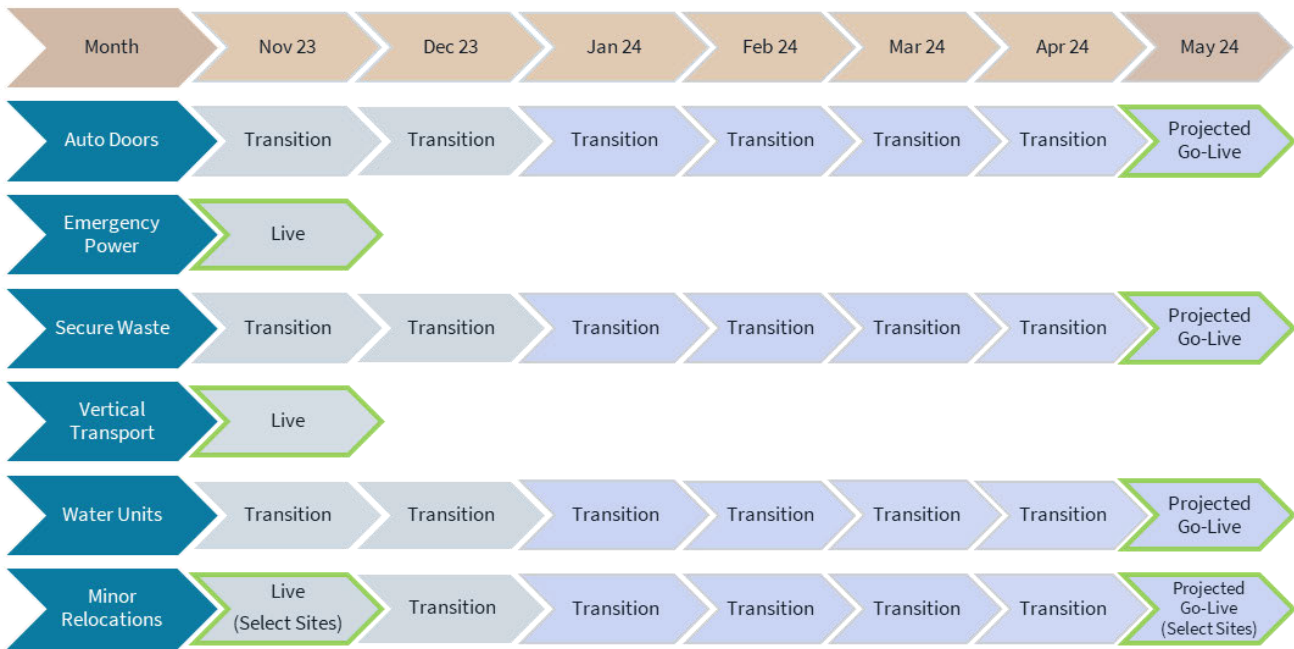 Month
Nov 23
Dec 23
Jan 24
Feb 24
Mar 24
Apr 24
May 24
Auto Doors
Transition
Transition
Transition
Transition
Transition
Transition
Projected
Go-Live
Emergency
Power
Live
Secure Waste
Transition
Transition
Transition
Transition
Transition
Transition
Projected
Go-Live
Vertical
Transport
Live
Water Units
Transition
Transition
Transition
Transition
Transition
Transition
Projected
Go-Live
Minor
Relocations
Live
(Select Sites)
Transition
Transition
Transition
Transition
Transition
Projected
Go-Live
(Select Sites)